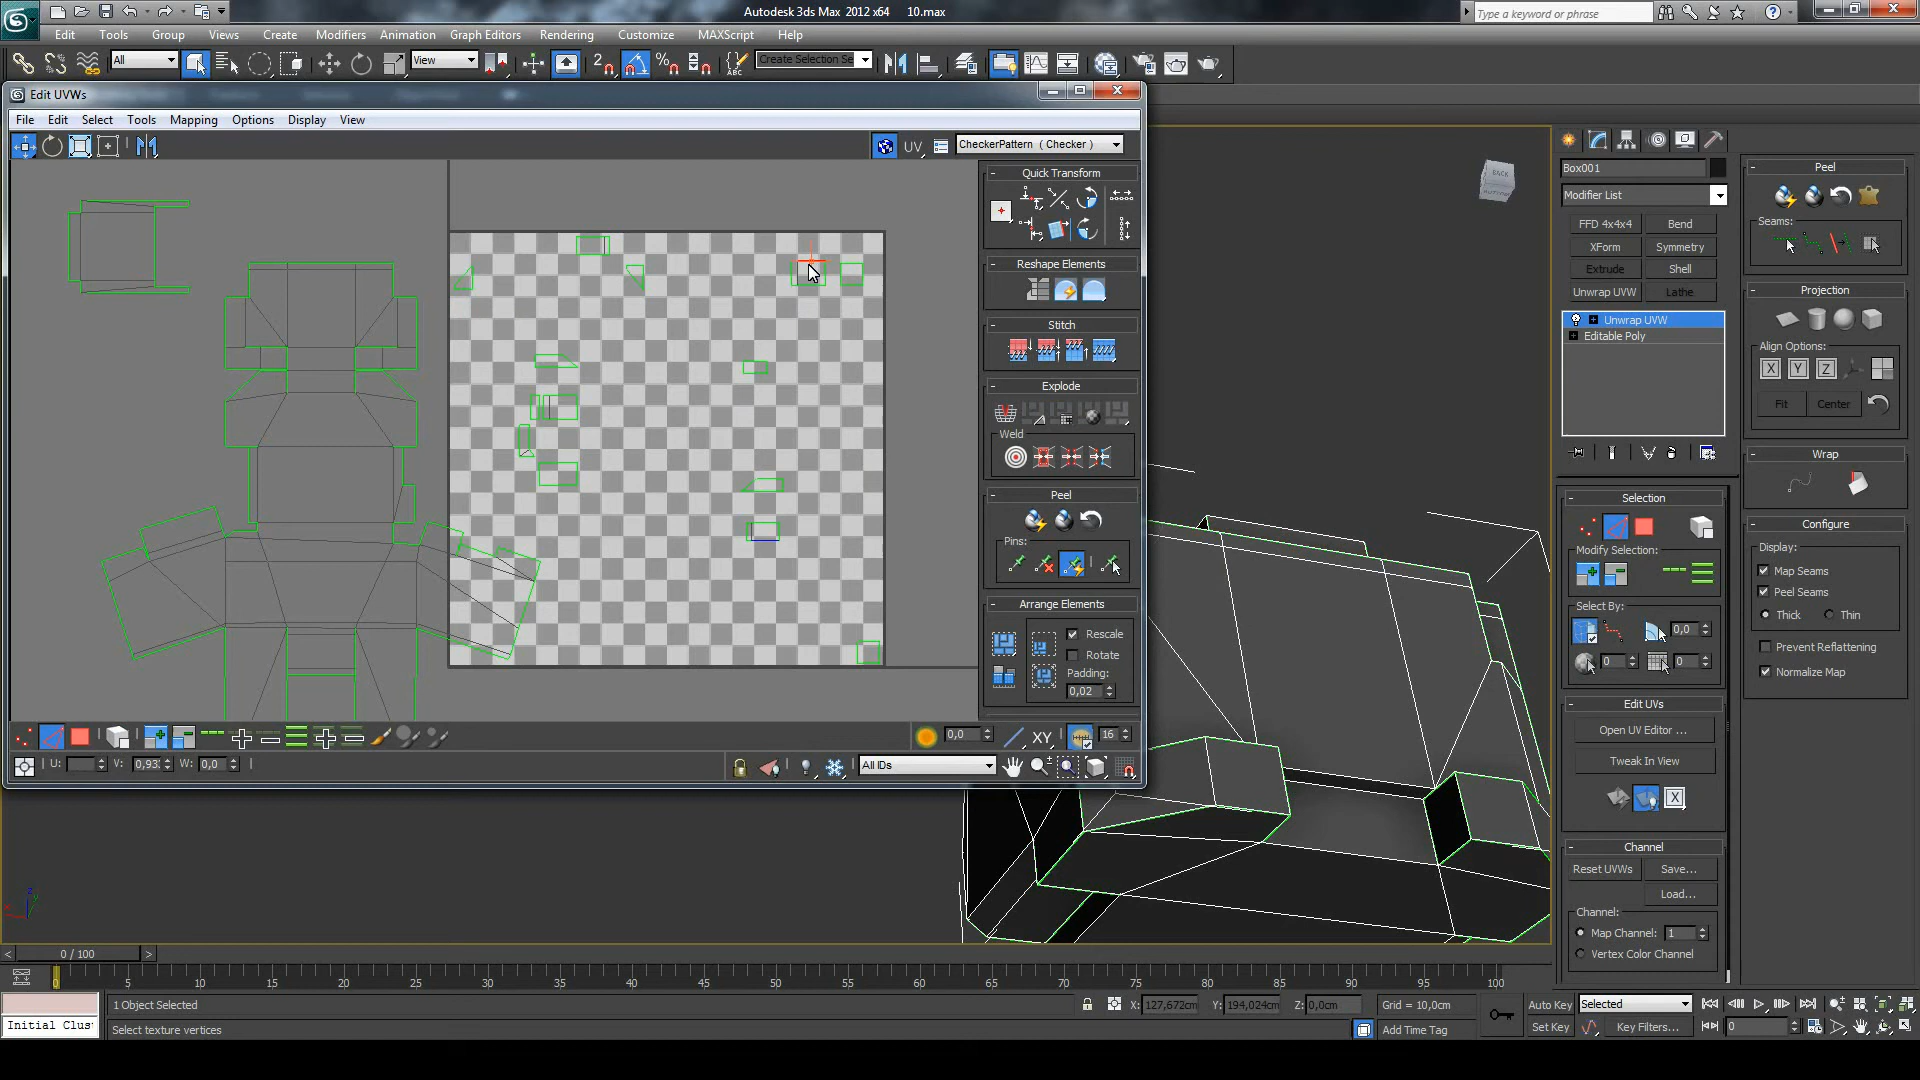 Autodesk 3ds Max 2012 x64 10.max
Type a keyword or phrase
Edit Tools Group Views Create Modifiers Animation Graph Editors Rendering Customize MAXScript Help
All View Create Selection Se
Edit UVWs
File Edit Select Tools Mapping Options Display View
UV CheckerPattern ( Checker )
Quick Transform
Reshape Elements
Stitch
Explode
Weld
Peel
Pins:
Arrange Elements
Rescale
Rotate
Padding:
0,02
0,0 XY 16
U: V: 0,93 W: 0,0 All IDs
BACK
Box001
Modifier List
FFD 4x4x4 Bend
XForm Symmetry
Extrude Shell
Unwrap UVW Lathe
Unwrap UVW
Editable Poly
Selection
Modify Selection:
Select By:
0,0
0 0
Edit UVs
Open UV Editor ...
Tweak In View
Channel
Reset UVWs Save...
Load...
Channel:
Map Channel: 1
Vertex Color Channel
Peel
Seams:
Projection
Align Options:
X Y Z
Fit Center
Wrap
Configure
Display:
Map Seams
Peel Seams
Thick Thin
Prevent Reflattening
Normalize Map
0 / 100
0 5 10 15 20 25 30 35 40 45 50 55 60 65 70 75 80 85 90 95 100
1 Object Selected X: 127,672cm Y: 194,024cm Z: 0,0cm Grid = 10,0cm Auto Key Selected
Initial Clus Select texture vertices Add Time Tag Set Key Key Filters... 0